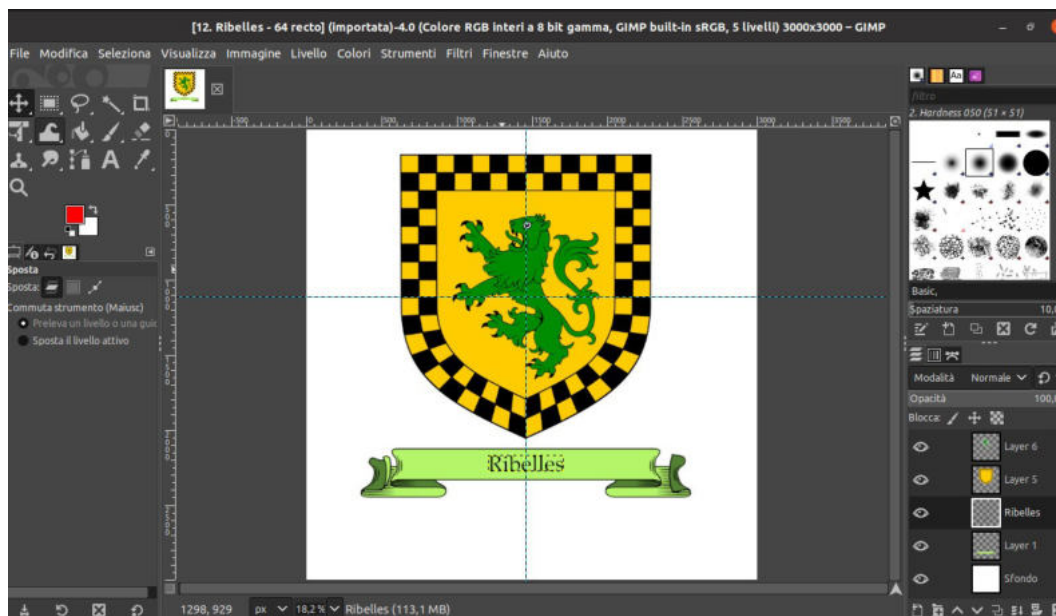 [12. Ribelles - 64 recto] (importata)-4.0 (Colore RGB interi a 8 bit gamma, GIMP built-in sRGB, 5 livelli) 3000x3000 – GIMP
File Modifica Seleziona Visualizza Immagine Livello Colori Strumenti Filtri Finestre Aiuto
filtro
2. Hardness 050 (51 × 51)
Sposta
Sposta:
Commuta strumento (Maiusc)
Preleva un livello o una guid
Sposta il livello attivo
Ribelles
Basic,
Spaziatura 10,
Modalità Normale
Opacità 100,
Blocca:
Layer 6
Layer 5
Ribelles
Layer 1
Sfondo
1298, 929 px 18,2 % Ribelles (113,1 MB)